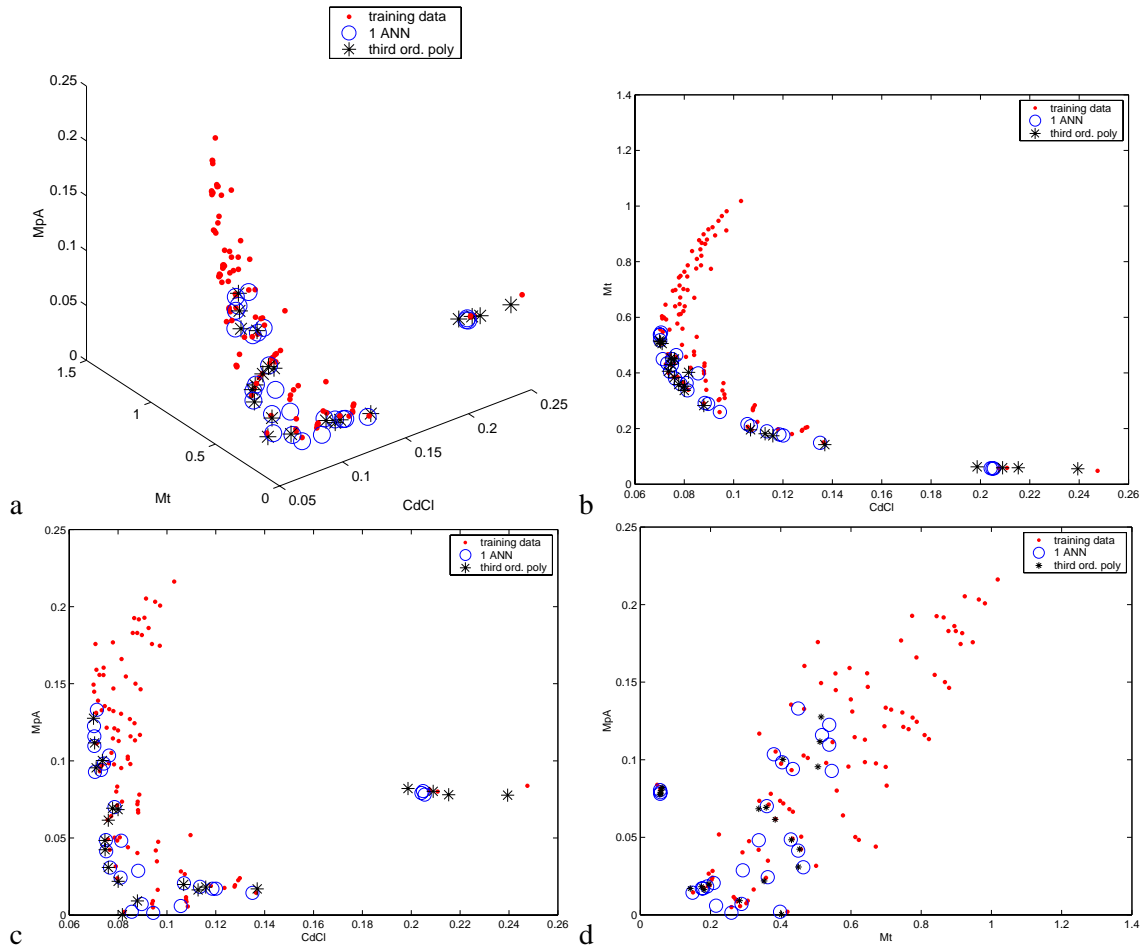 training data
1 ANN
third ord. poly
0.25
0.2
0.15
0.1
0.05
0
MpA
1.5
1
0.5
0
Mt
0.05
0.1
0.15
0.2
0.25
CdCl
a
1.4
1.2
1
0.8
0.6
0.4
0.2
0
Mt
0.06 0.08 0.1 0.12 0.14 0.16 0.18 0.2 0.22 0.24 0.26
CdCl
training data
1 ANN
third ord. poly
b
0.25
0.2
0.15
0.1
0.05
0
MpA
0.06 0.08 0.1 0.12 0.14 0.16 0.18 0.2 0.22 0.24 0.26
CdCl
training data
1 ANN
third ord. poly
c
0.25
0.2
0.15
0.1
0.05
0
MpA
0 0.2 0.4 0.6 0.8 1 1.2 1.4
Mt
training data
1 ANN
third ord. poly
d